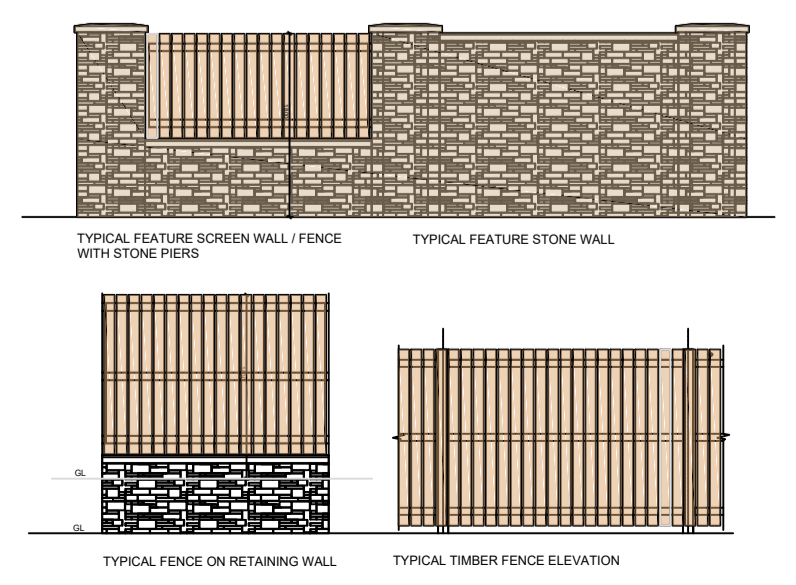 TYPICAL FEATURE SCREEN WALL / FENCE
WITH STONE PIERS
TYPICAL FEATURE STONE WALL
GL
GL
TYPICAL FENCE ON RETAINING WALL
TYPICAL TIMBER FENCE ELEVATION